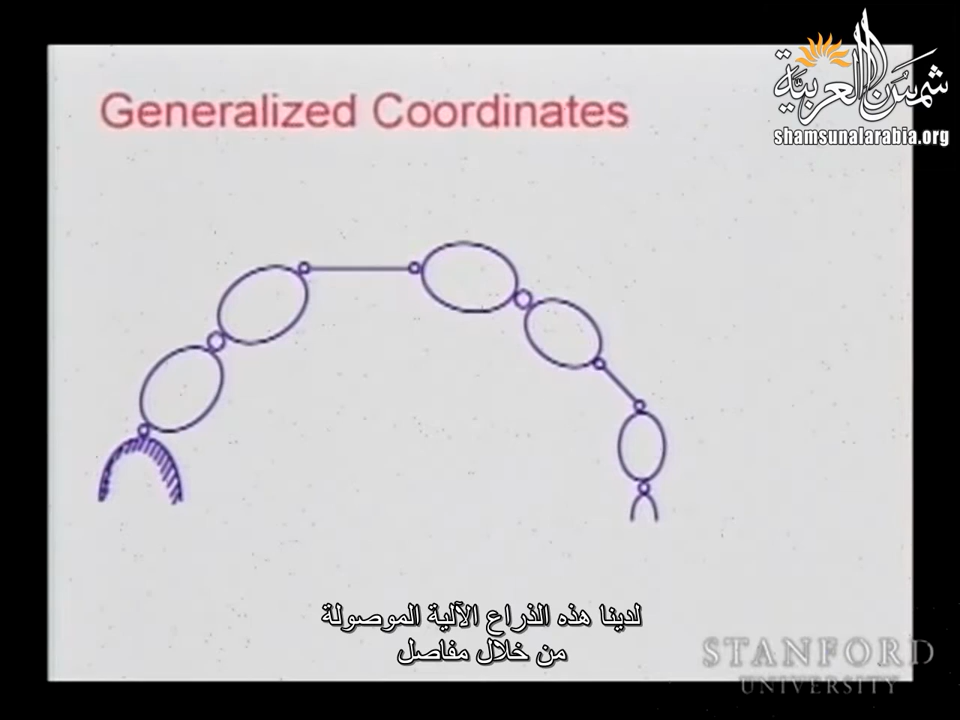 شمس العربية
shamsunalarabia.org
Generalized Coordinates
لدينا هذه الذراع الآلية الموصولة
من خلال مفاصل
STANFORD
UNIVERSITY